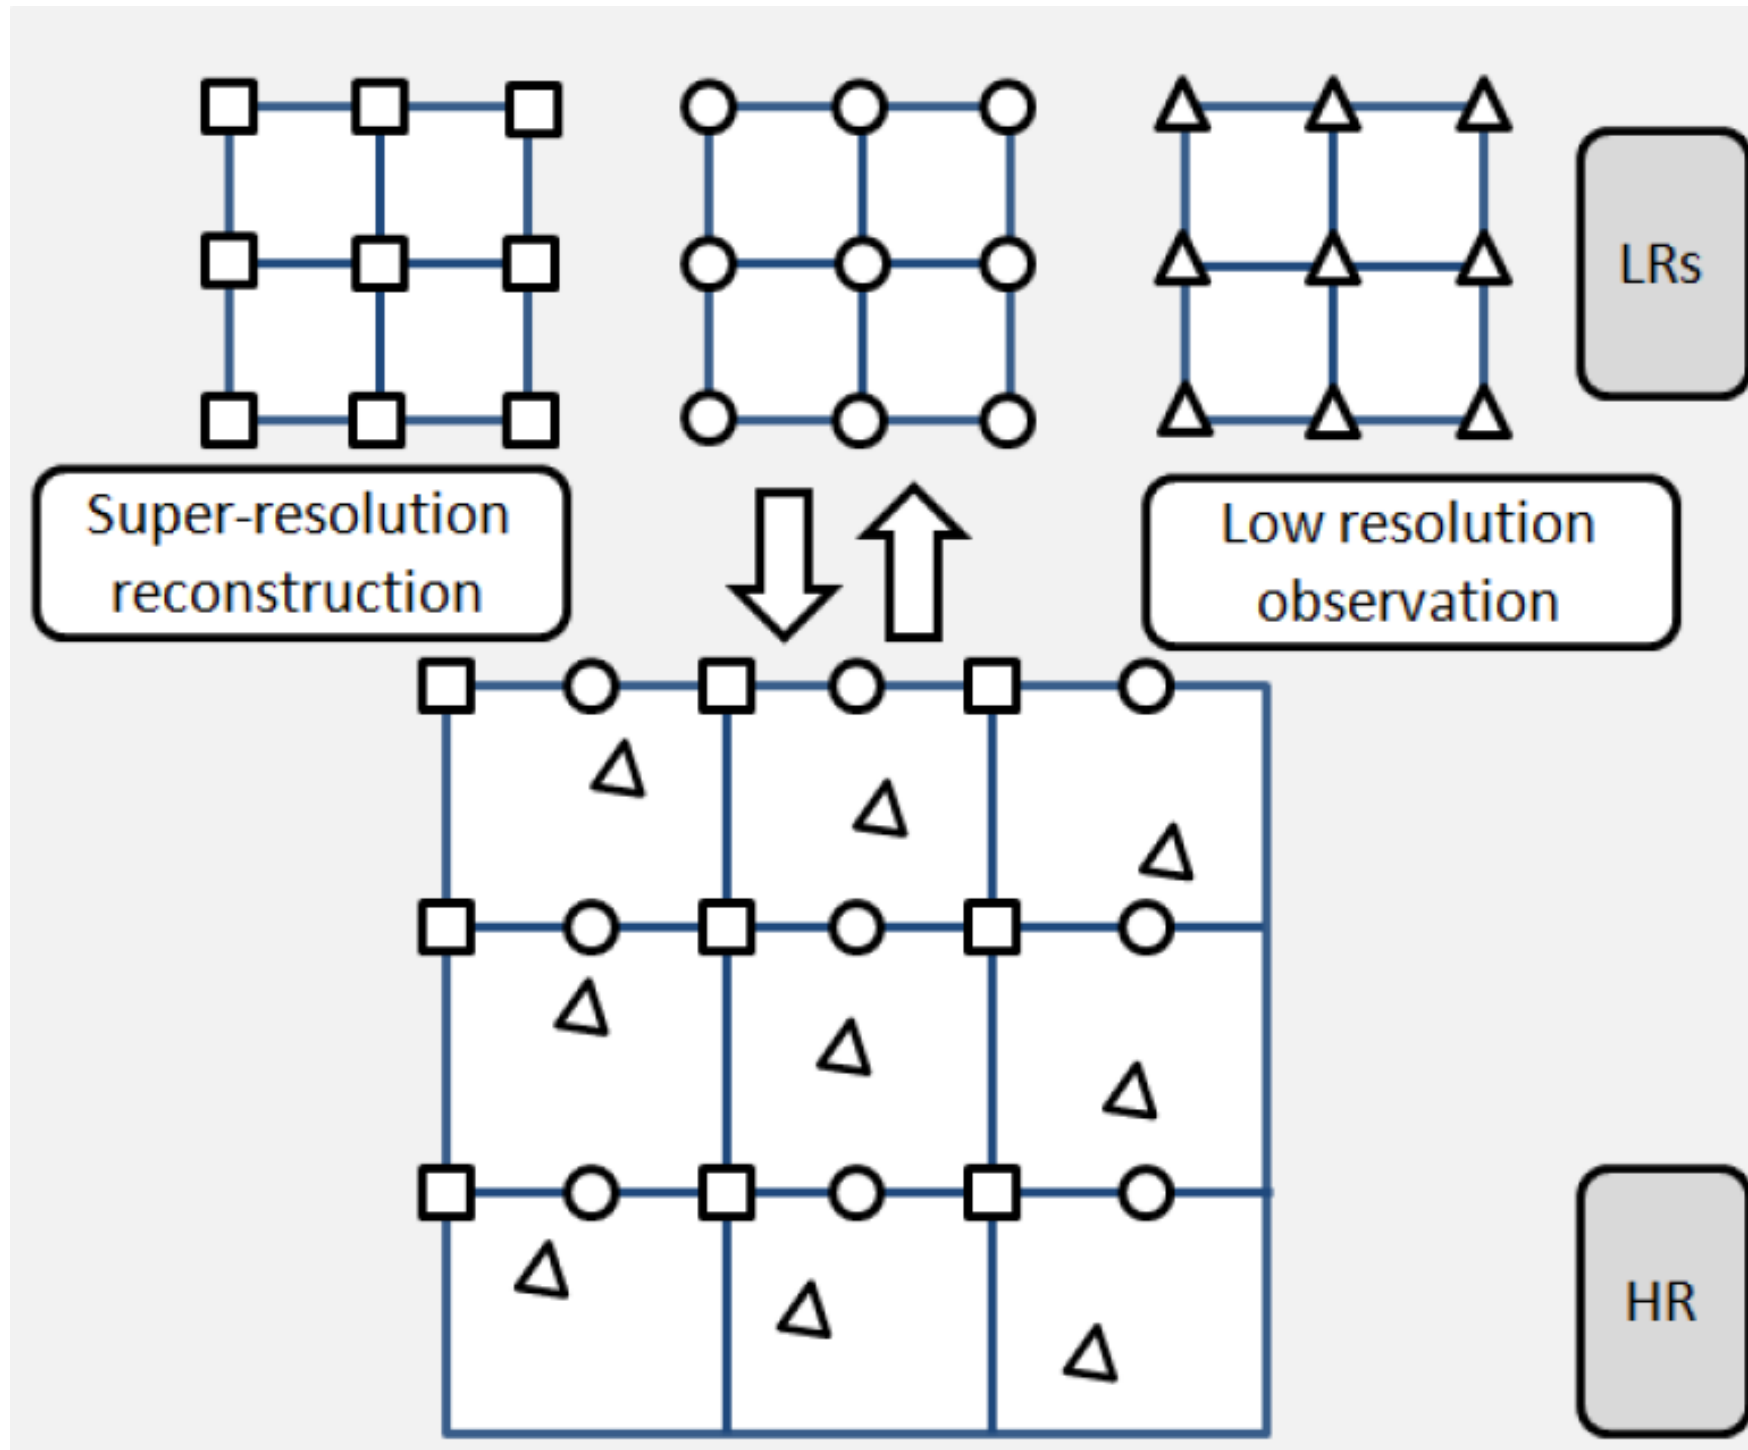 LRs
Super-resolution
reconstruction
Low resolution
observation
HR